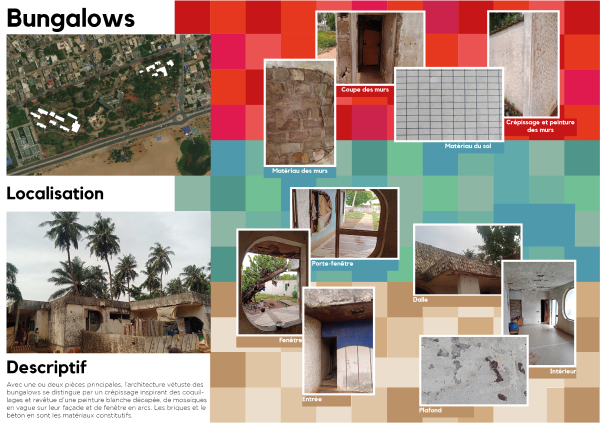 Bungalows
Localisation
Descriptif
Avec une ou deux pièces principales, l'architecture vétuste des
bungalows se distingue par un crépissage inspirant des coquil-
lages et revêtue d'une peinture blanche décapée, de mosaïques
en vague sur leur façade et de fenêtre en arcs. Les briques et le
béton en sont les matériaux constitutifs.
Coupe des murs
Crépissage et peinture
des murs
Matériau du sol
Matériau des murs
Porte-fenêtre
Dalle
Fenêtre
Intérieur
Entrée
Plafond